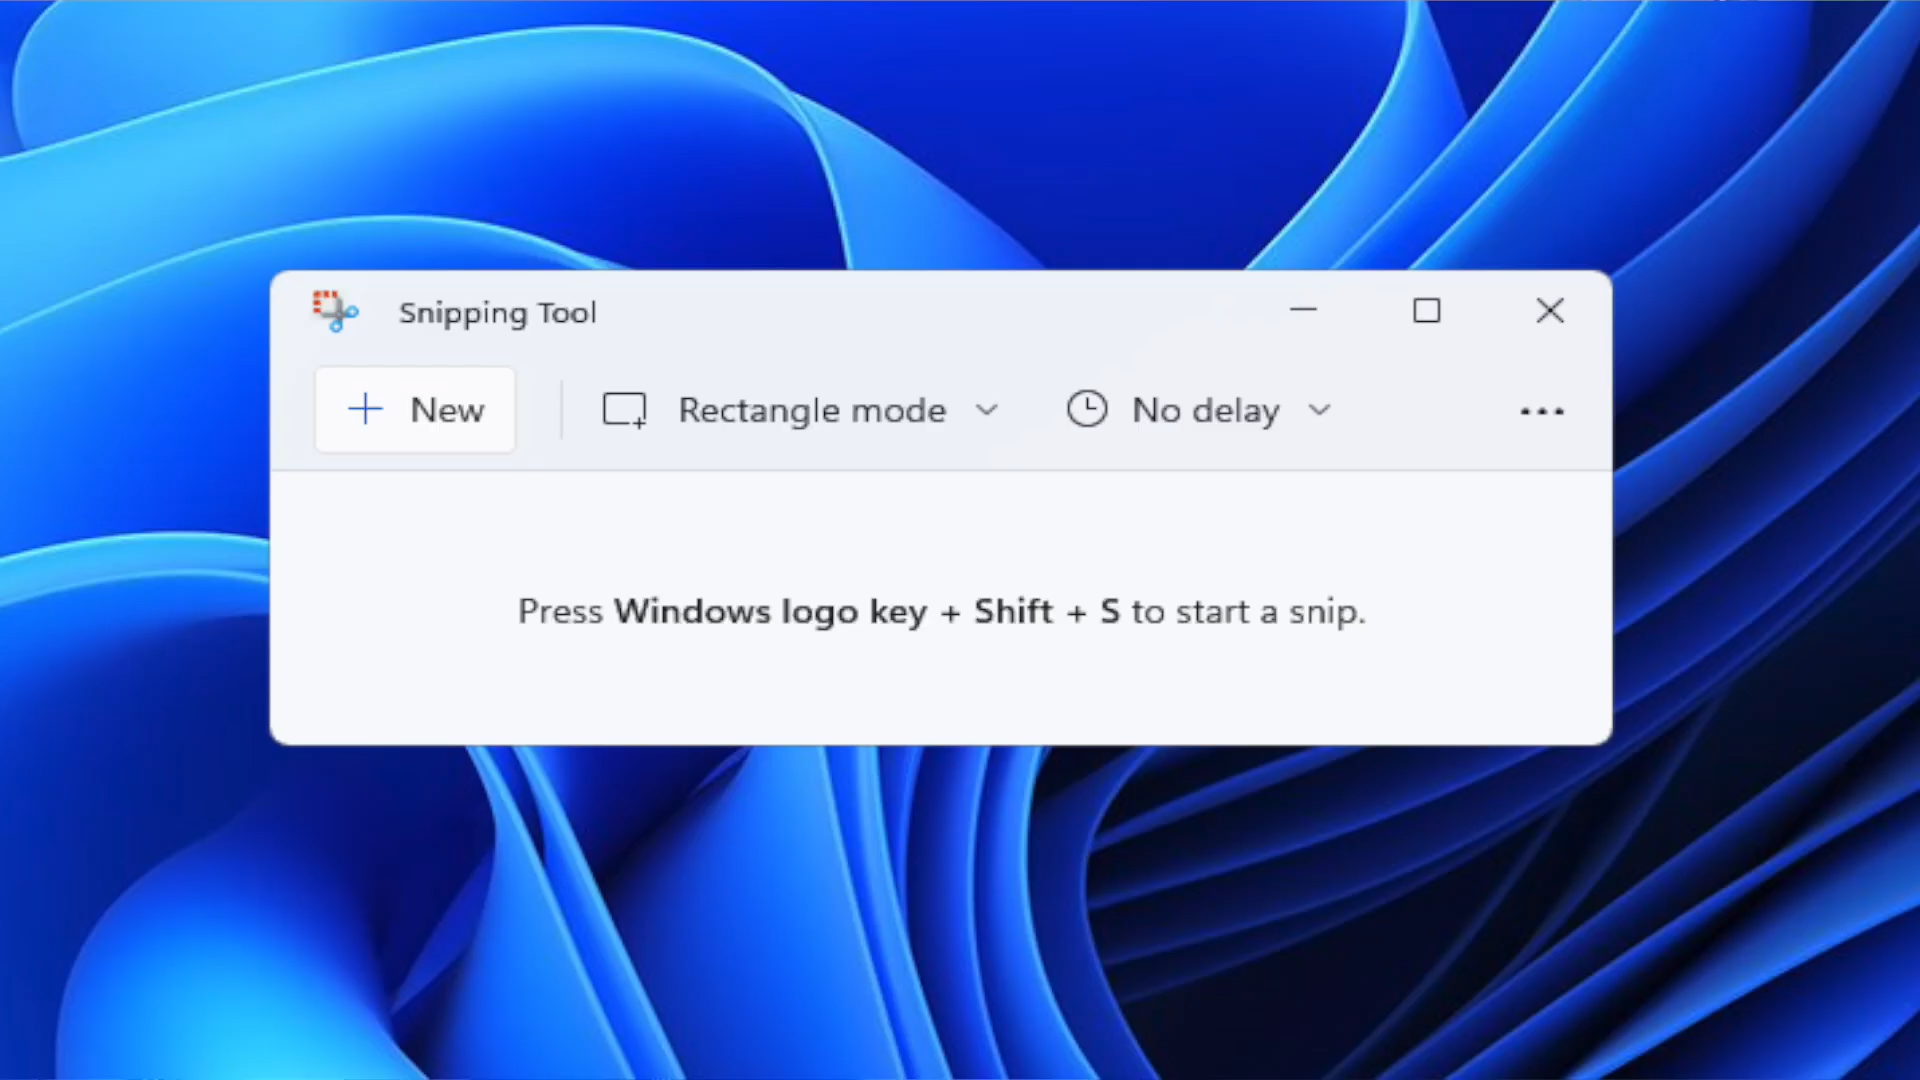 Snipping Tool
New Rectangle mode No delay
Press Windows logo key + Shift + S to start a snip.